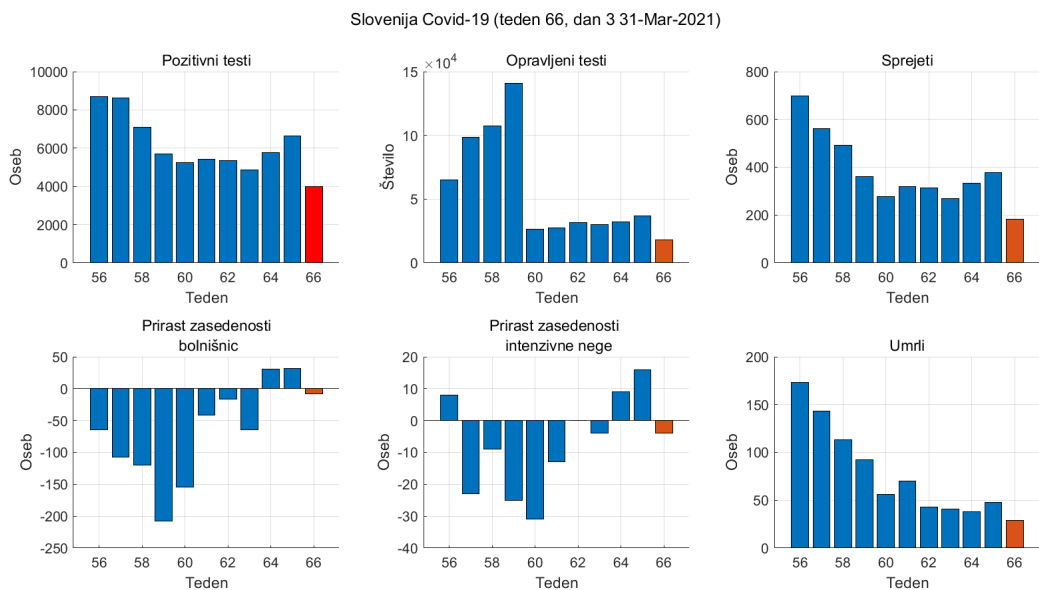 Slovenija Covid-19 (teden 66, dan 3 31-Mar-2021)
Pozitivni testi
10000
8000
6000
4000
2000
0
Oseb
56 58 60 62 64 66
Teden
Opravljeni testi
×10⁴
15
10
5
0
Število
56 58 60 62 64 66
Teden
Sprejeti
800
600
400
200
0
Oseb
56 58 60 62 64 66
Teden
Prirast zasedenosti
bolnišnic
50
0
-50
-100
-150
-200
-250
Oseb
56 58 60 62 64 66
Teden
Prirast zasedenosti
intenzivne nege
20
10
0
-10
-20
-30
-40
Oseb
56 58 60 62 64 66
Teden
Umrli
200
150
100
50
0
Oseb
56 58 60 62 64 66
Teden